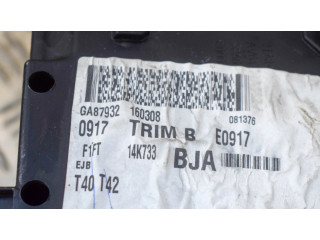 GA87932 160308 081376
0917 TRIM B E0917
F1FT 14K733 BJA
EJB
T40 T42